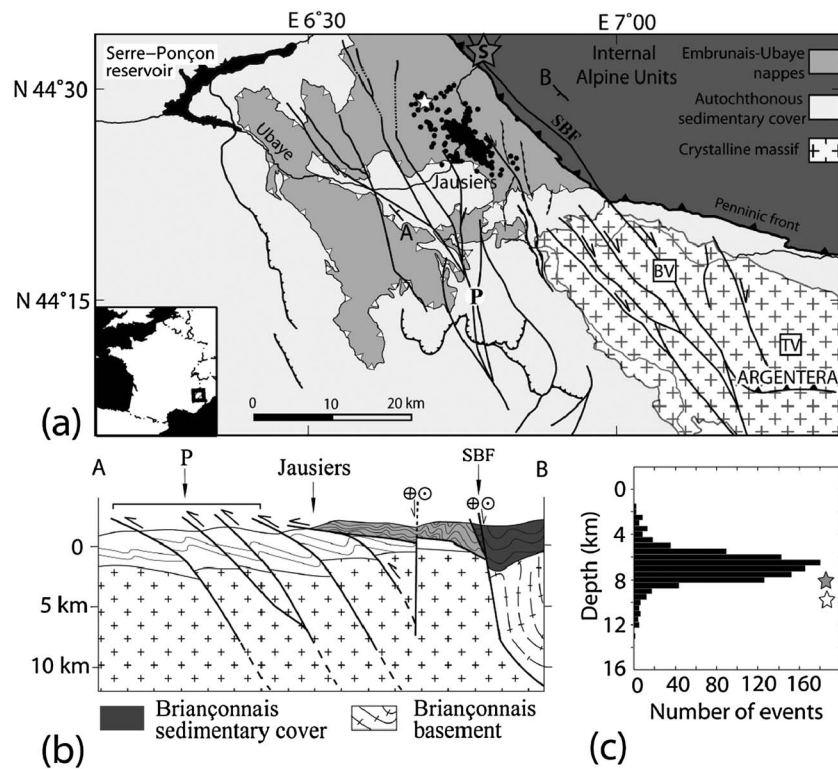 E 6°30
E 7°00
Serre–Ponçon
reservoir
S
Internal
Alpine Units
Embrunais-Ubaye
nappes
N 44°30
B
SBF
Autochthonous
sedimentary cover
Ubaye
Crystalline massif
Jausiers
A
Penninic front
N 44°15
P
BV
TV
ARGENTERA
0 10 20 km
(a)
A
P
Jausiers
SBF
B
0
5 km
10 km
Briançonnais
sedimentary cover
Briançonnais
basement
(b)
0
4
8
12
16
Depth (km)
0 40 80 120 160
Number of events
(c)